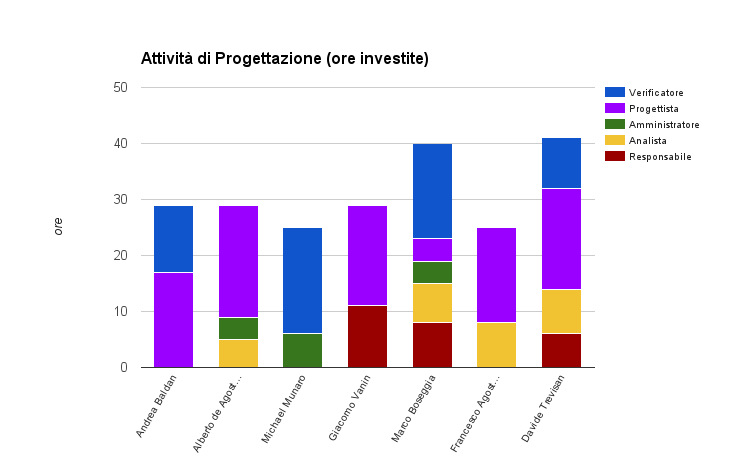 Attività di Progettazione (ore investite)
50
40
30
20
10
0
ore
Verificatore
Progettista
Amministratore
Analista
Responsabile
Andrea Baldan
Alberto de Agost...
Michael Munaro
Giacomo Vanin
Marco Boseggia
Francesco Agost...
Davide Trevisan